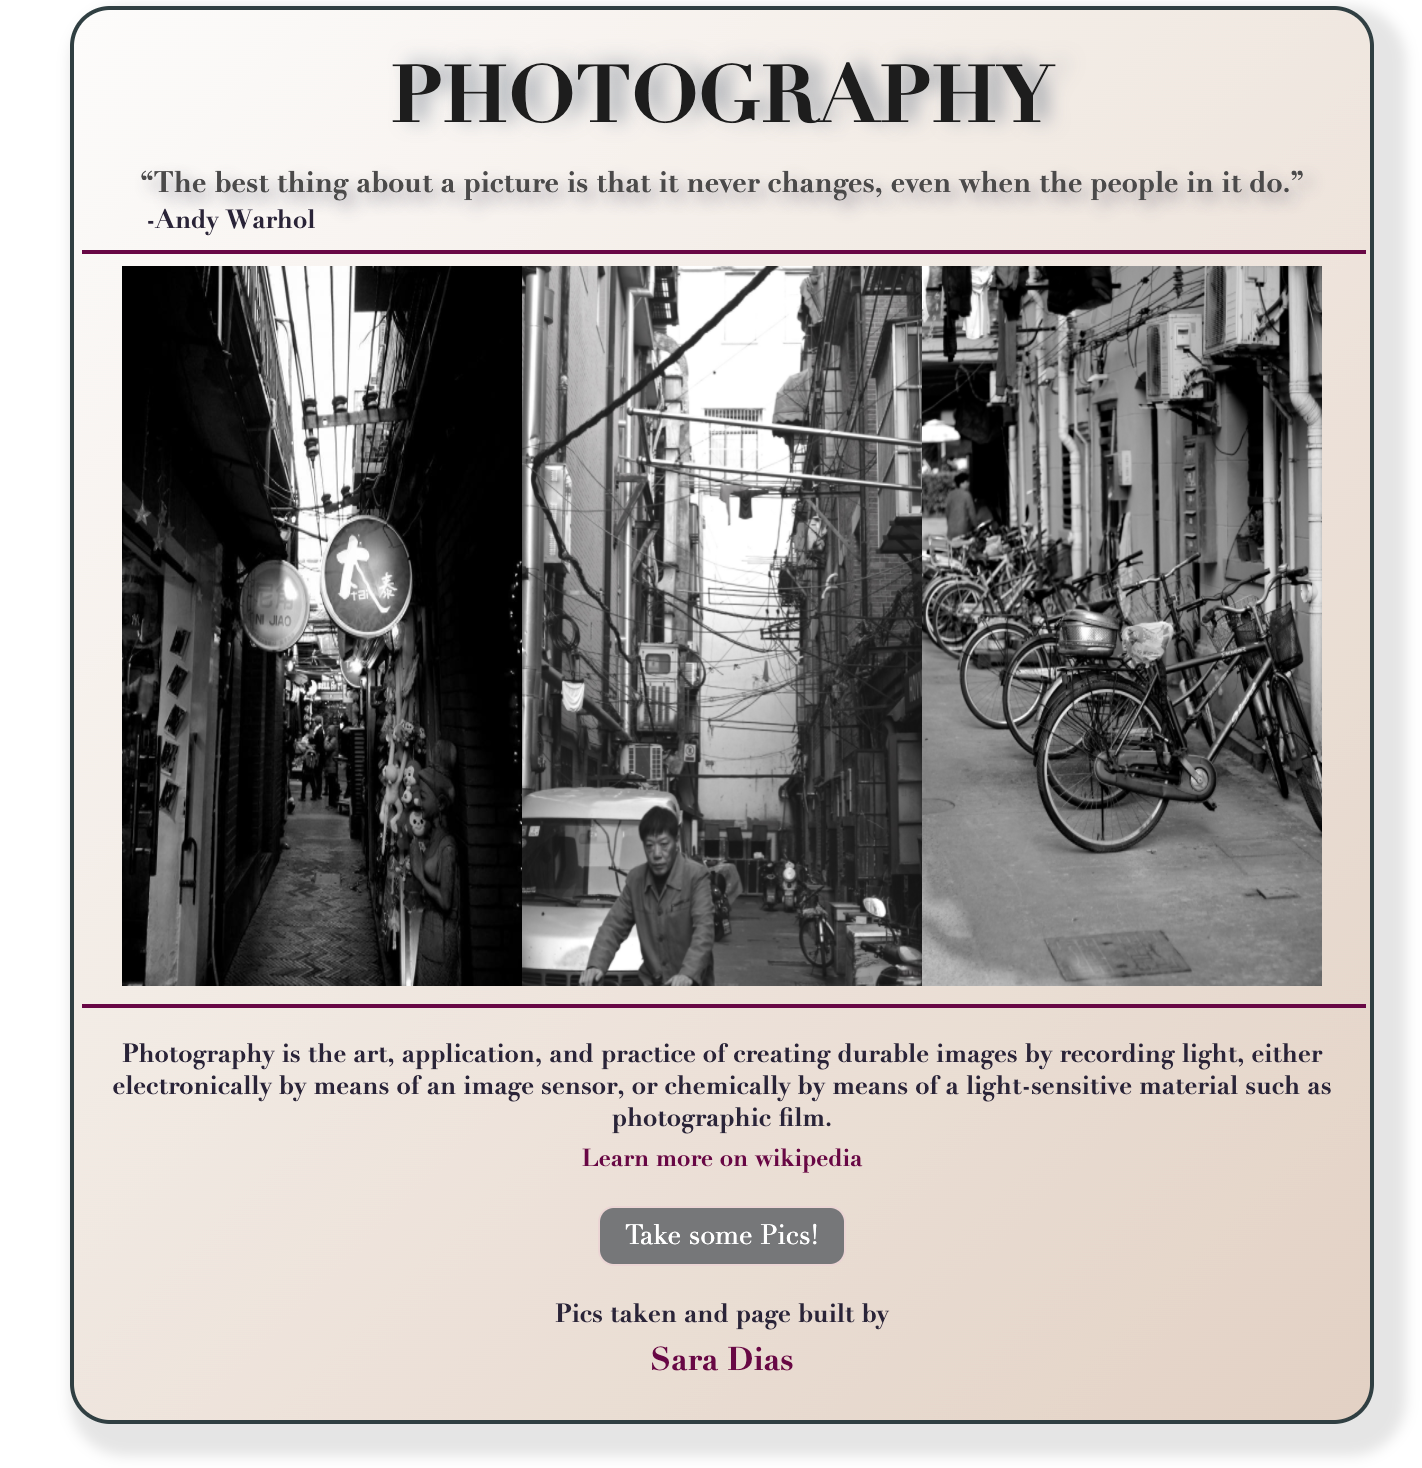 PHOTOGRAPHY
“The best thing about a picture is that it never changes, even when the people in it do.”
-Andy Warhol
大
Tai 泰
NI JIAO
Photography is the art, application, and practice of creating durable images by recording light, either
electronically by means of an image sensor, or chemically by means of a light-sensitive material such as
photographic film.
Learn more on wikipedia
Take some Pics!
Pics taken and page built by
Sara Dias